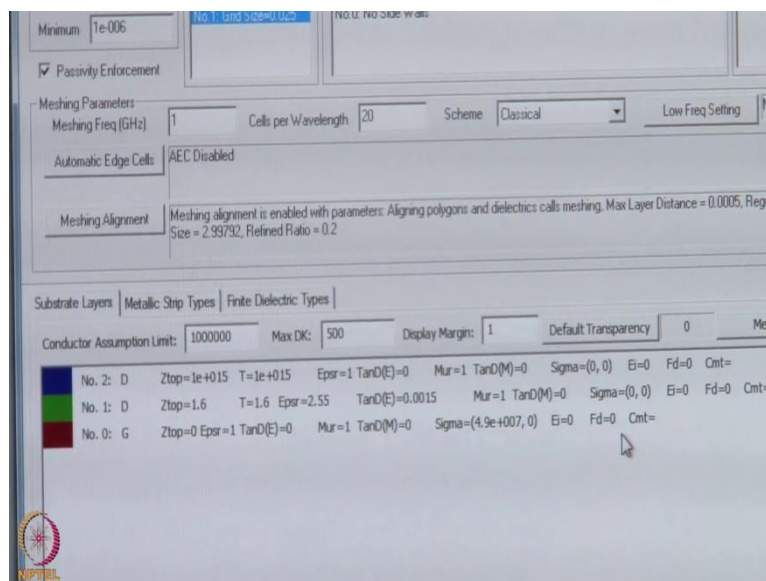 No.1: Grid Size=0.025
No.0: No Side Walls
Minimum 1e-006
Passivity Enforcement
Meshing Parameters
Meshing Freq (GHz) 1 Cells per Wavelength 20 Scheme Classical Low Freq Setting
Automatic Edge Cells AEC Disabled
Meshing Alignment Meshing alignment is enabled with parameters: Aligning polygons and dielectrics calls meshing, Max Layer Distance = 0.0005, Reg
Size = 2.99792, Refined Ratio = 0.2
Substrate Layers Metallic Strip Types Finite Dielectric Types
Conductor Assumption Limit: 1000000 Max DK: 500 Display Margin: 1 Default Transparency 0 Me
No. 2: D Ztop=1e+015 T=1e+015 Epsr=1 TanD(E)=0 Mur=1 TanD(M)=0 Sigma=(0, 0) Ei=0 Fd=0 Cmt=
No. 1: D Ztop=1.6 T=1.6 Epsr=2.55 TanD(E)=0.0015 Mur=1 TanD(M)=0 Sigma=(0, 0) Ei=0 Fd=0 Cmt=
No. 0: G Ztop=0 Epsr=1 TanD(E)=0 Mur=1 TanD(M)=0 Sigma=(4.9e+007, 0) Ei=0 Fd=0 Cmt=
NPTEL